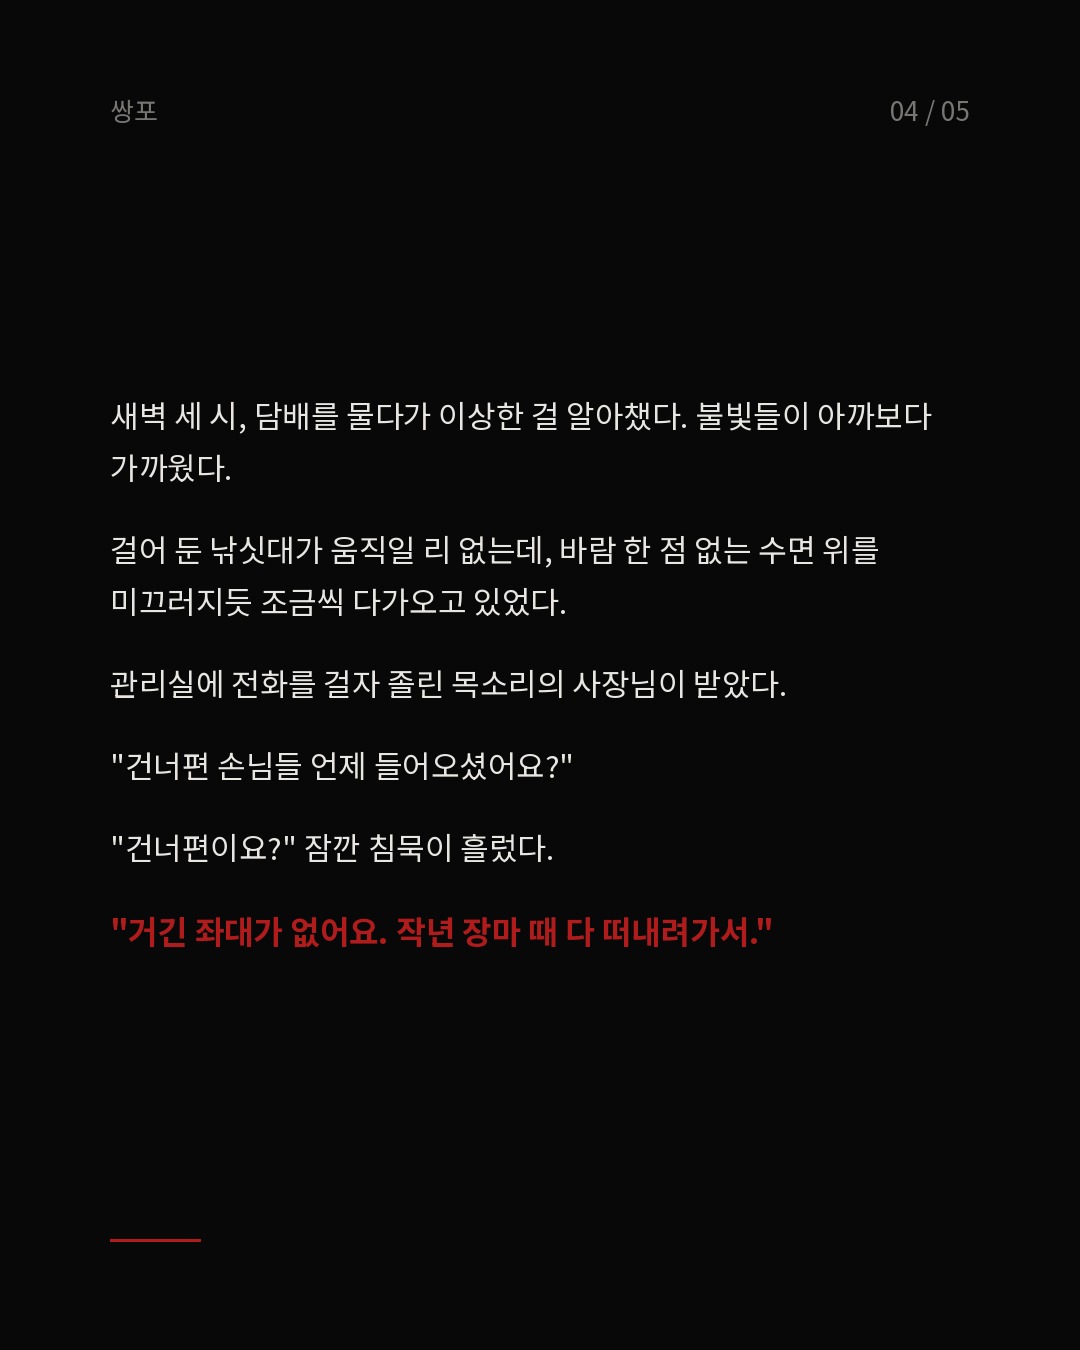 쌍포
04 / 05
새벽 세 시, 담배를 물다가 이상한 걸 알아챘다. 불빛들이 아까보다
가까웠다.
걸어 둔 낚싯대가 움직일 리 없는데, 바람 한 점 없는 수면 위를
미끄러지듯 조금씩 다가오고 있었다.
관리실에 전화를 걸자 졸린 목소리의 사장님이 받았다.
"건너편 손님들 언제 들어오셨어요?"
"건너편이요?" 잠깐 침묵이 흘렀다.
"거긴 좌대가 없어요. 작년 장마 때 다 떠내려가서."